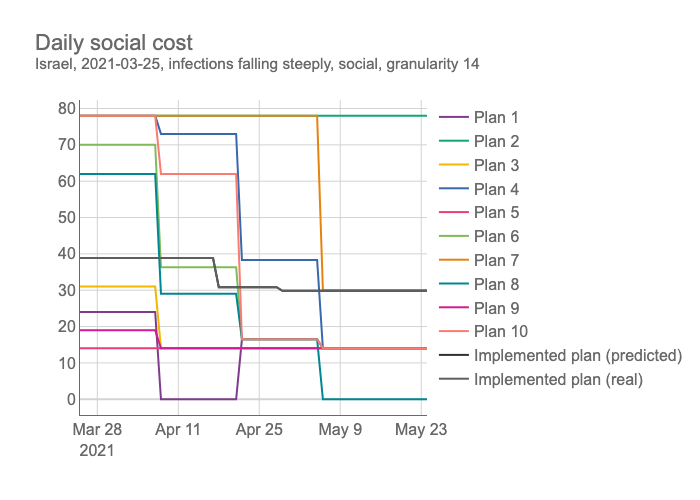 Daily social cost
Israel, 2021-03-25, infections falling steeply, social, granularity 14
80
70
60
50
40
30
20
10
0
Mar 28
2021
Apr 11
Apr 25
May 9
May 23
Plan 1
Plan 2
Plan 3
Plan 4
Plan 5
Plan 6
Plan 7
Plan 8
Plan 9
Plan 10
Implemented plan (predicted)
Implemented plan (real)